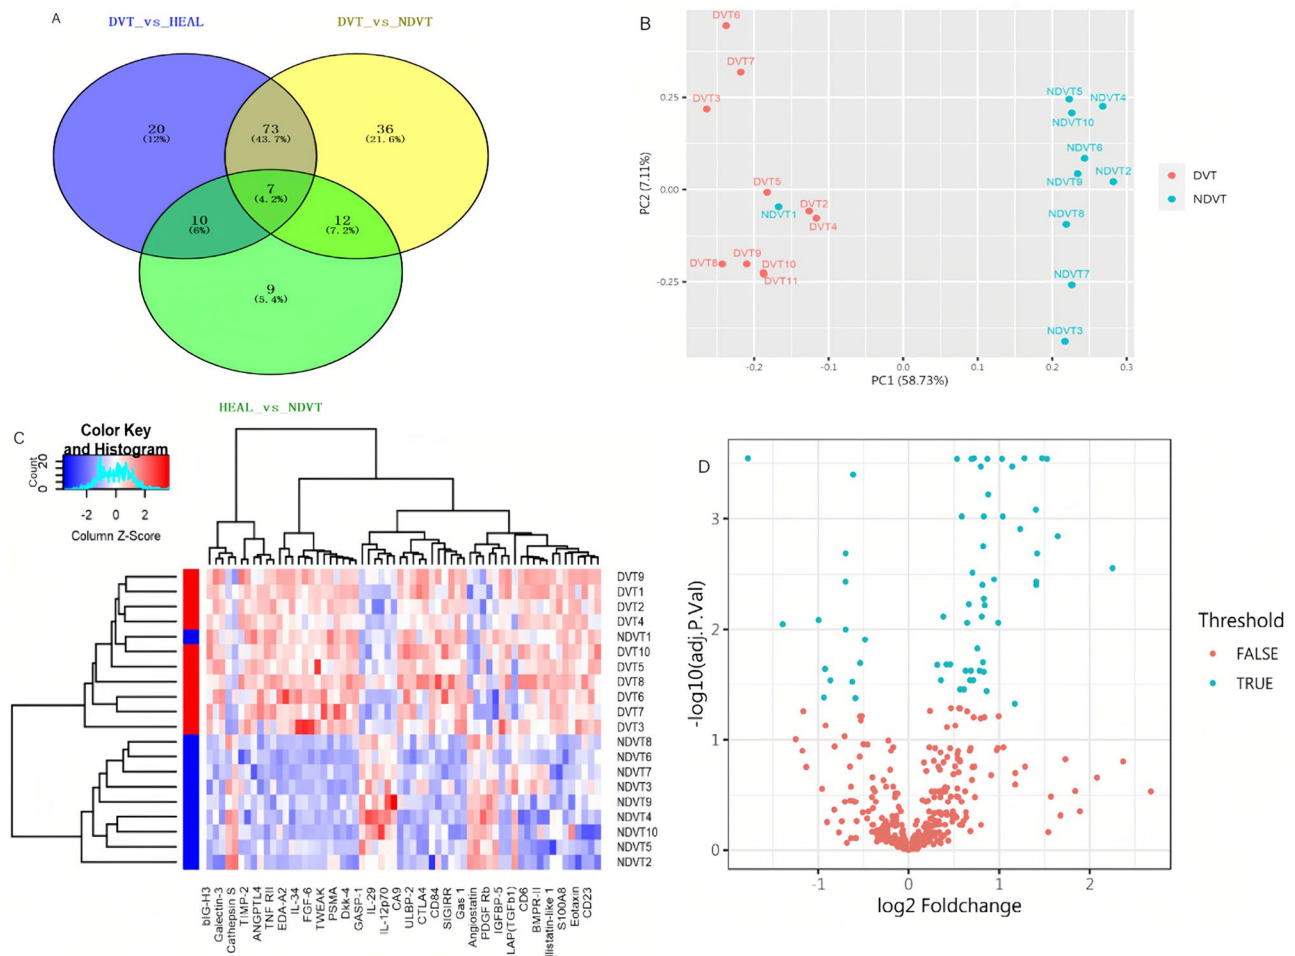 A
DVT_vs_HEAL
DVT_vs_NDVT
20
(12%)
73
(43.7%)
36
(21.6%)
7
(4.2%)
10
(6%)
12
(7.2%)
9
(5.4%)
HEAL_vs_NDVT
B
DVT6
DVT7
DVT3
DVT5
NDVT1
DVT2
DVT4
DVT8
DVT9
DVT10
DVT11
NDVT5
NDVT4
NDVT10
NDVT6
NDVT9
NDVT2
NDVT8
NDVT7
NDVT3
0.25
0.00
-0.25
PC2 (7.11%)
-0.2
-0.1
0.0
0.1
0.2
0.3
PC1 (58.73%)
DVT
NDVT
C
Color Key
and Histogram
Count
0
20
-2 0 2
Column Z-Score
DVT9
DVT1
DVT2
DVT4
NDVT1
DVT10
DVT5
DVT8
DVT6
DVT7
DVT3
NDVT8
NDVT6
NDVT7
NDVT3
NDVT9
NDVT4
NDVT10
NDVT5
NDVT2
bIG-H3
Galectin-3
Cathepsin S
TIMP-2
ANGPTL4
TNF RII
EDA-A2
IL-34
FGF-6
TWEAK
PSMA
Dkk-4
GASP-1
IL-29
IL-12p70
CA9
ULBP-2
CTLA4
CD84
SIGIRR
Gas 1
Angiostatin
PDGF Rb
IGFBP-5
LAP(TGFb1)
CD6
BMPR-II
llistatin-like 1
S100A8
Eotaxin
CD23
D
3
2
1
0
-log10(adj.P.Val)
-1
0
1
2
log2 Foldchange
Threshold
FALSE
TRUE